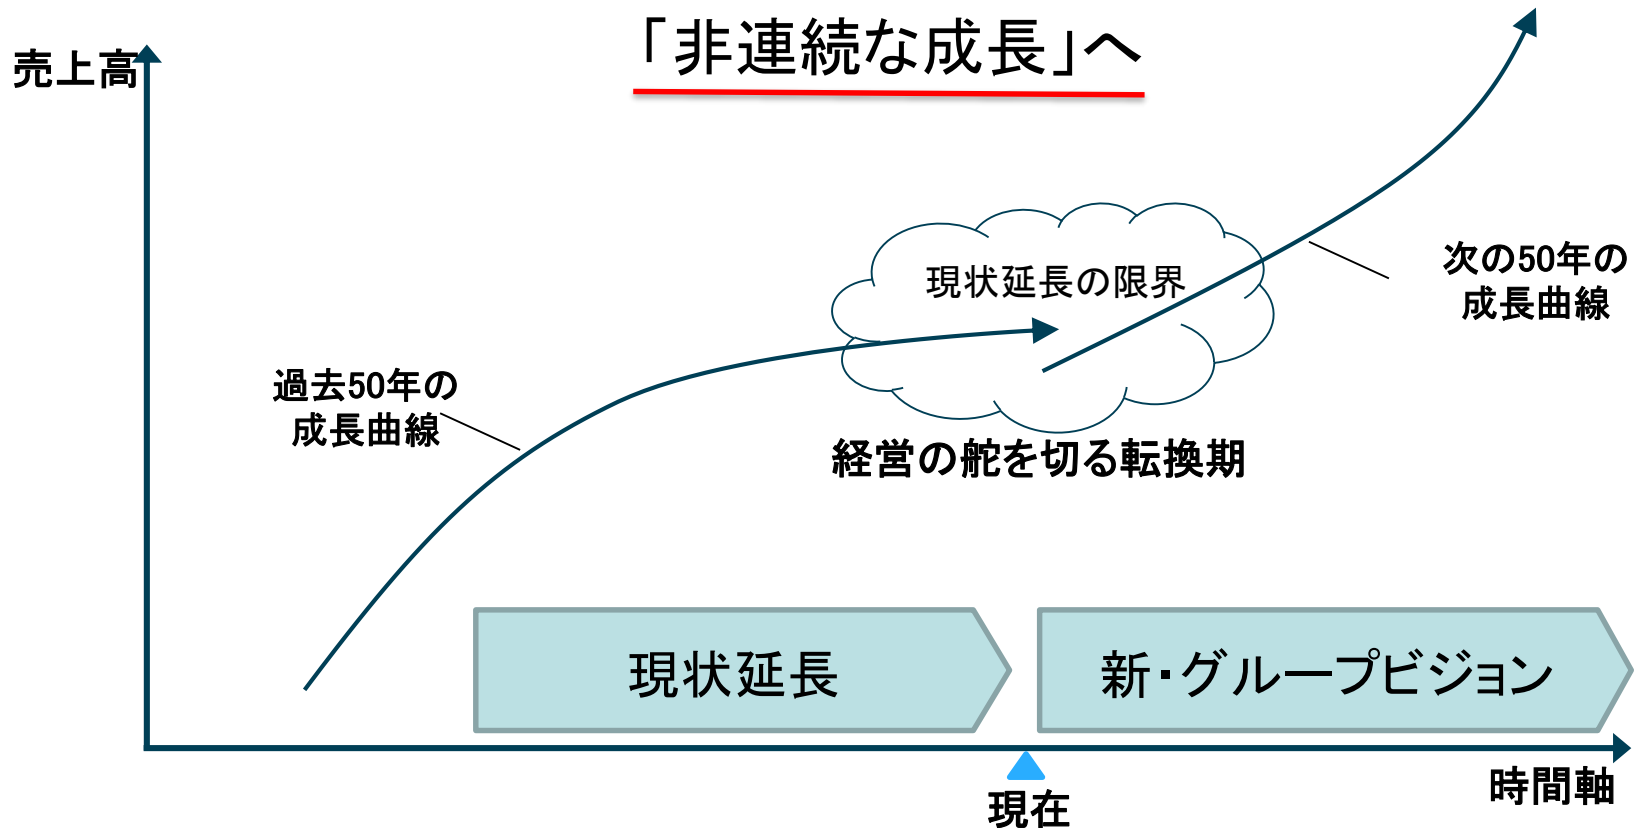 「非連続な成長」へ
売上高
現状延長の限界
次の50年の
成長曲線
過去50年の
成長曲線
経営の舵を切る転換期
現状延長
新・グループビジョン
時間軸
現在